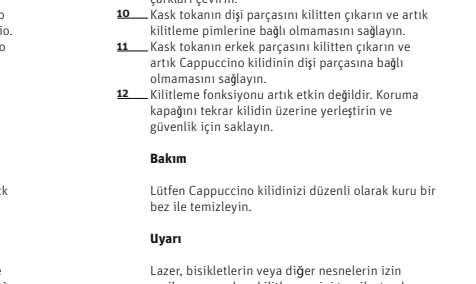 çarkları çevirin.
10 Kask tokanın dişi parçasını kilitten çıkarın ve artık
kilitleme pimlerine bağlı olmamasını sağlayın.
11 Kask tokanın erkek parçasını kilitten çıkarın ve
artık Cappuccino kilidinin dişi parçasına bağlı
olmamasını sağlayın.
12 Kilitleme fonksiyonu artık etkin değildir. Koruma
kapağını tekrar kilidin üzerine yerleştirin ve
güvenlik için saklayın.
Bakım
Lütfen Cappuccino kilidinizi düzenli olarak kuru bir
bez ile temizleyin.
Uyarı
Lazer, bisikletlerin veya diğer nesnelerin izin